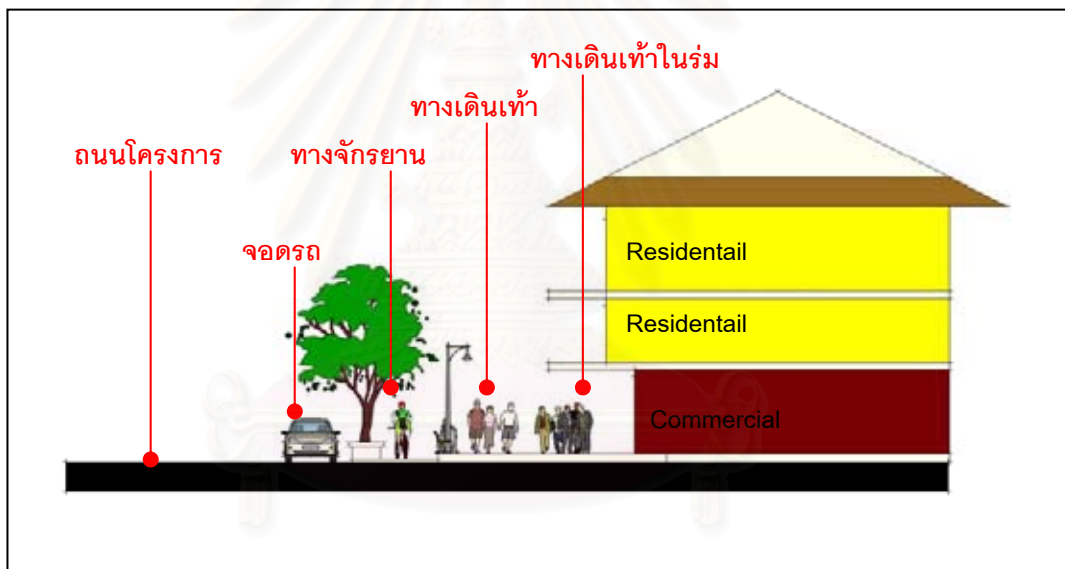 ทางเดินเท้าในร่ม
ทางเดินเท้า
ถนนโครงการ
ทางจักรยาน
จอดรถ
Residentail
Residentail
Commercial